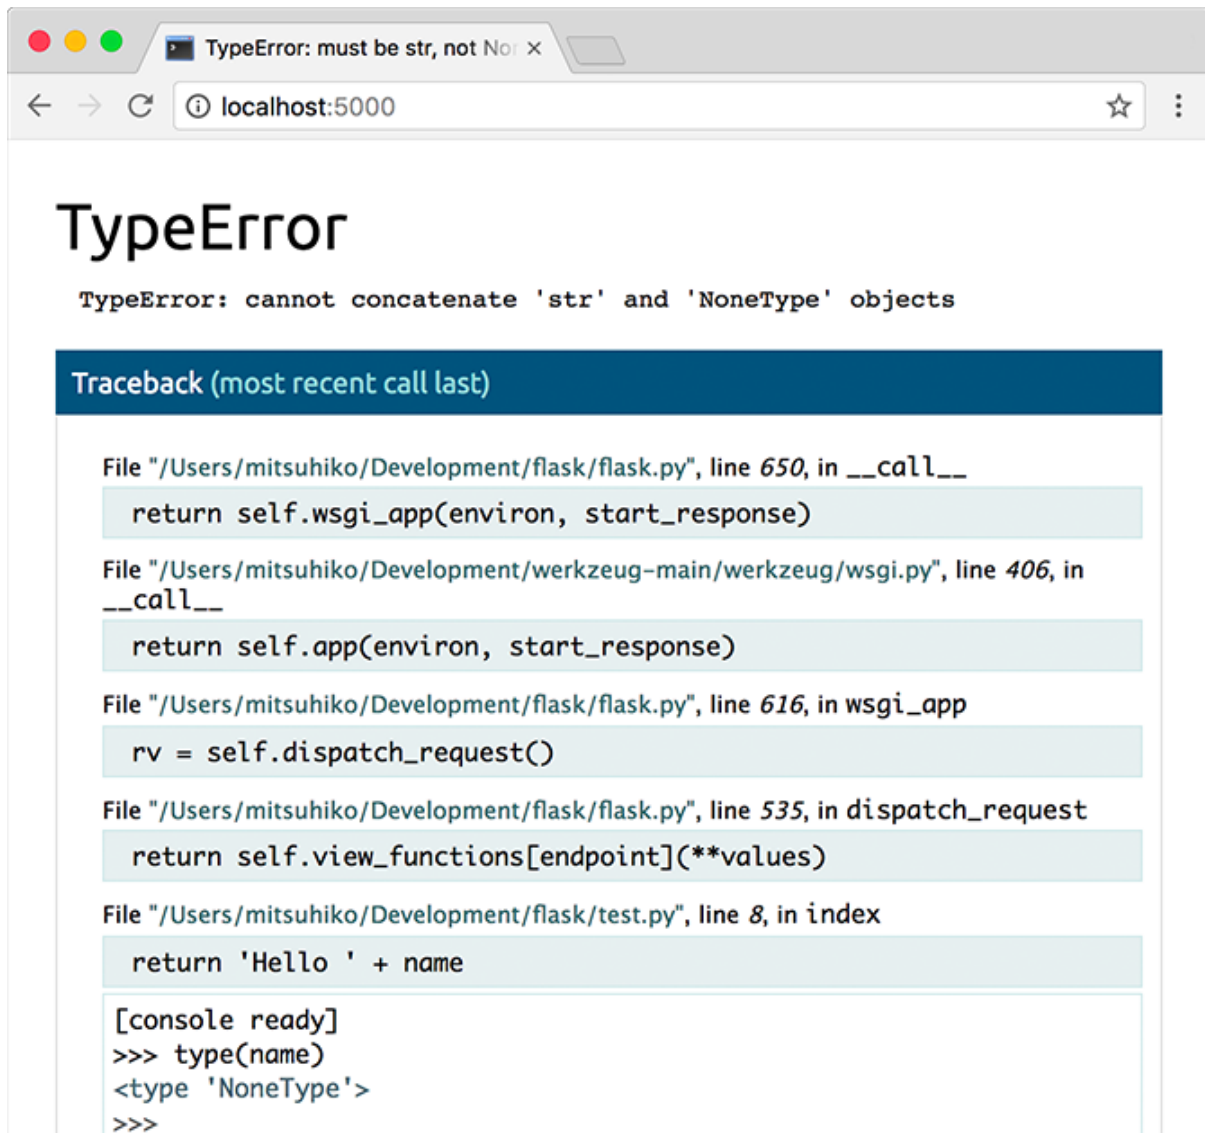 TypeError: must be str, not Nor
localhost:5000
TypeError
TypeError: cannot concatenate 'str' and 'NoneType' objects
Traceback (most recent call last)
File "/Users/mitsuhiko/Development/flask/flask.py", line 650, in __call__
return self.wsgi_app(environ, start_response)
File "/Users/mitsuhiko/Development/werkzeug-main/werkzeug/wsgi.py", line 406, in
__call__
return self.app(environ, start_response)
File "/Users/mitsuhiko/Development/flask/flask.py", line 616, in wsgi_app
rv = self.dispatch_request()
File "/Users/mitsuhiko/Development/flask/flask.py", line 535, in dispatch_request
return self.view_functions[endpoint](**values)
File "/Users/mitsuhiko/Development/flask/test.py", line 8, in index
return 'Hello ' + name
[console ready]
>>> type(name)
<type 'NoneType'>
>>>